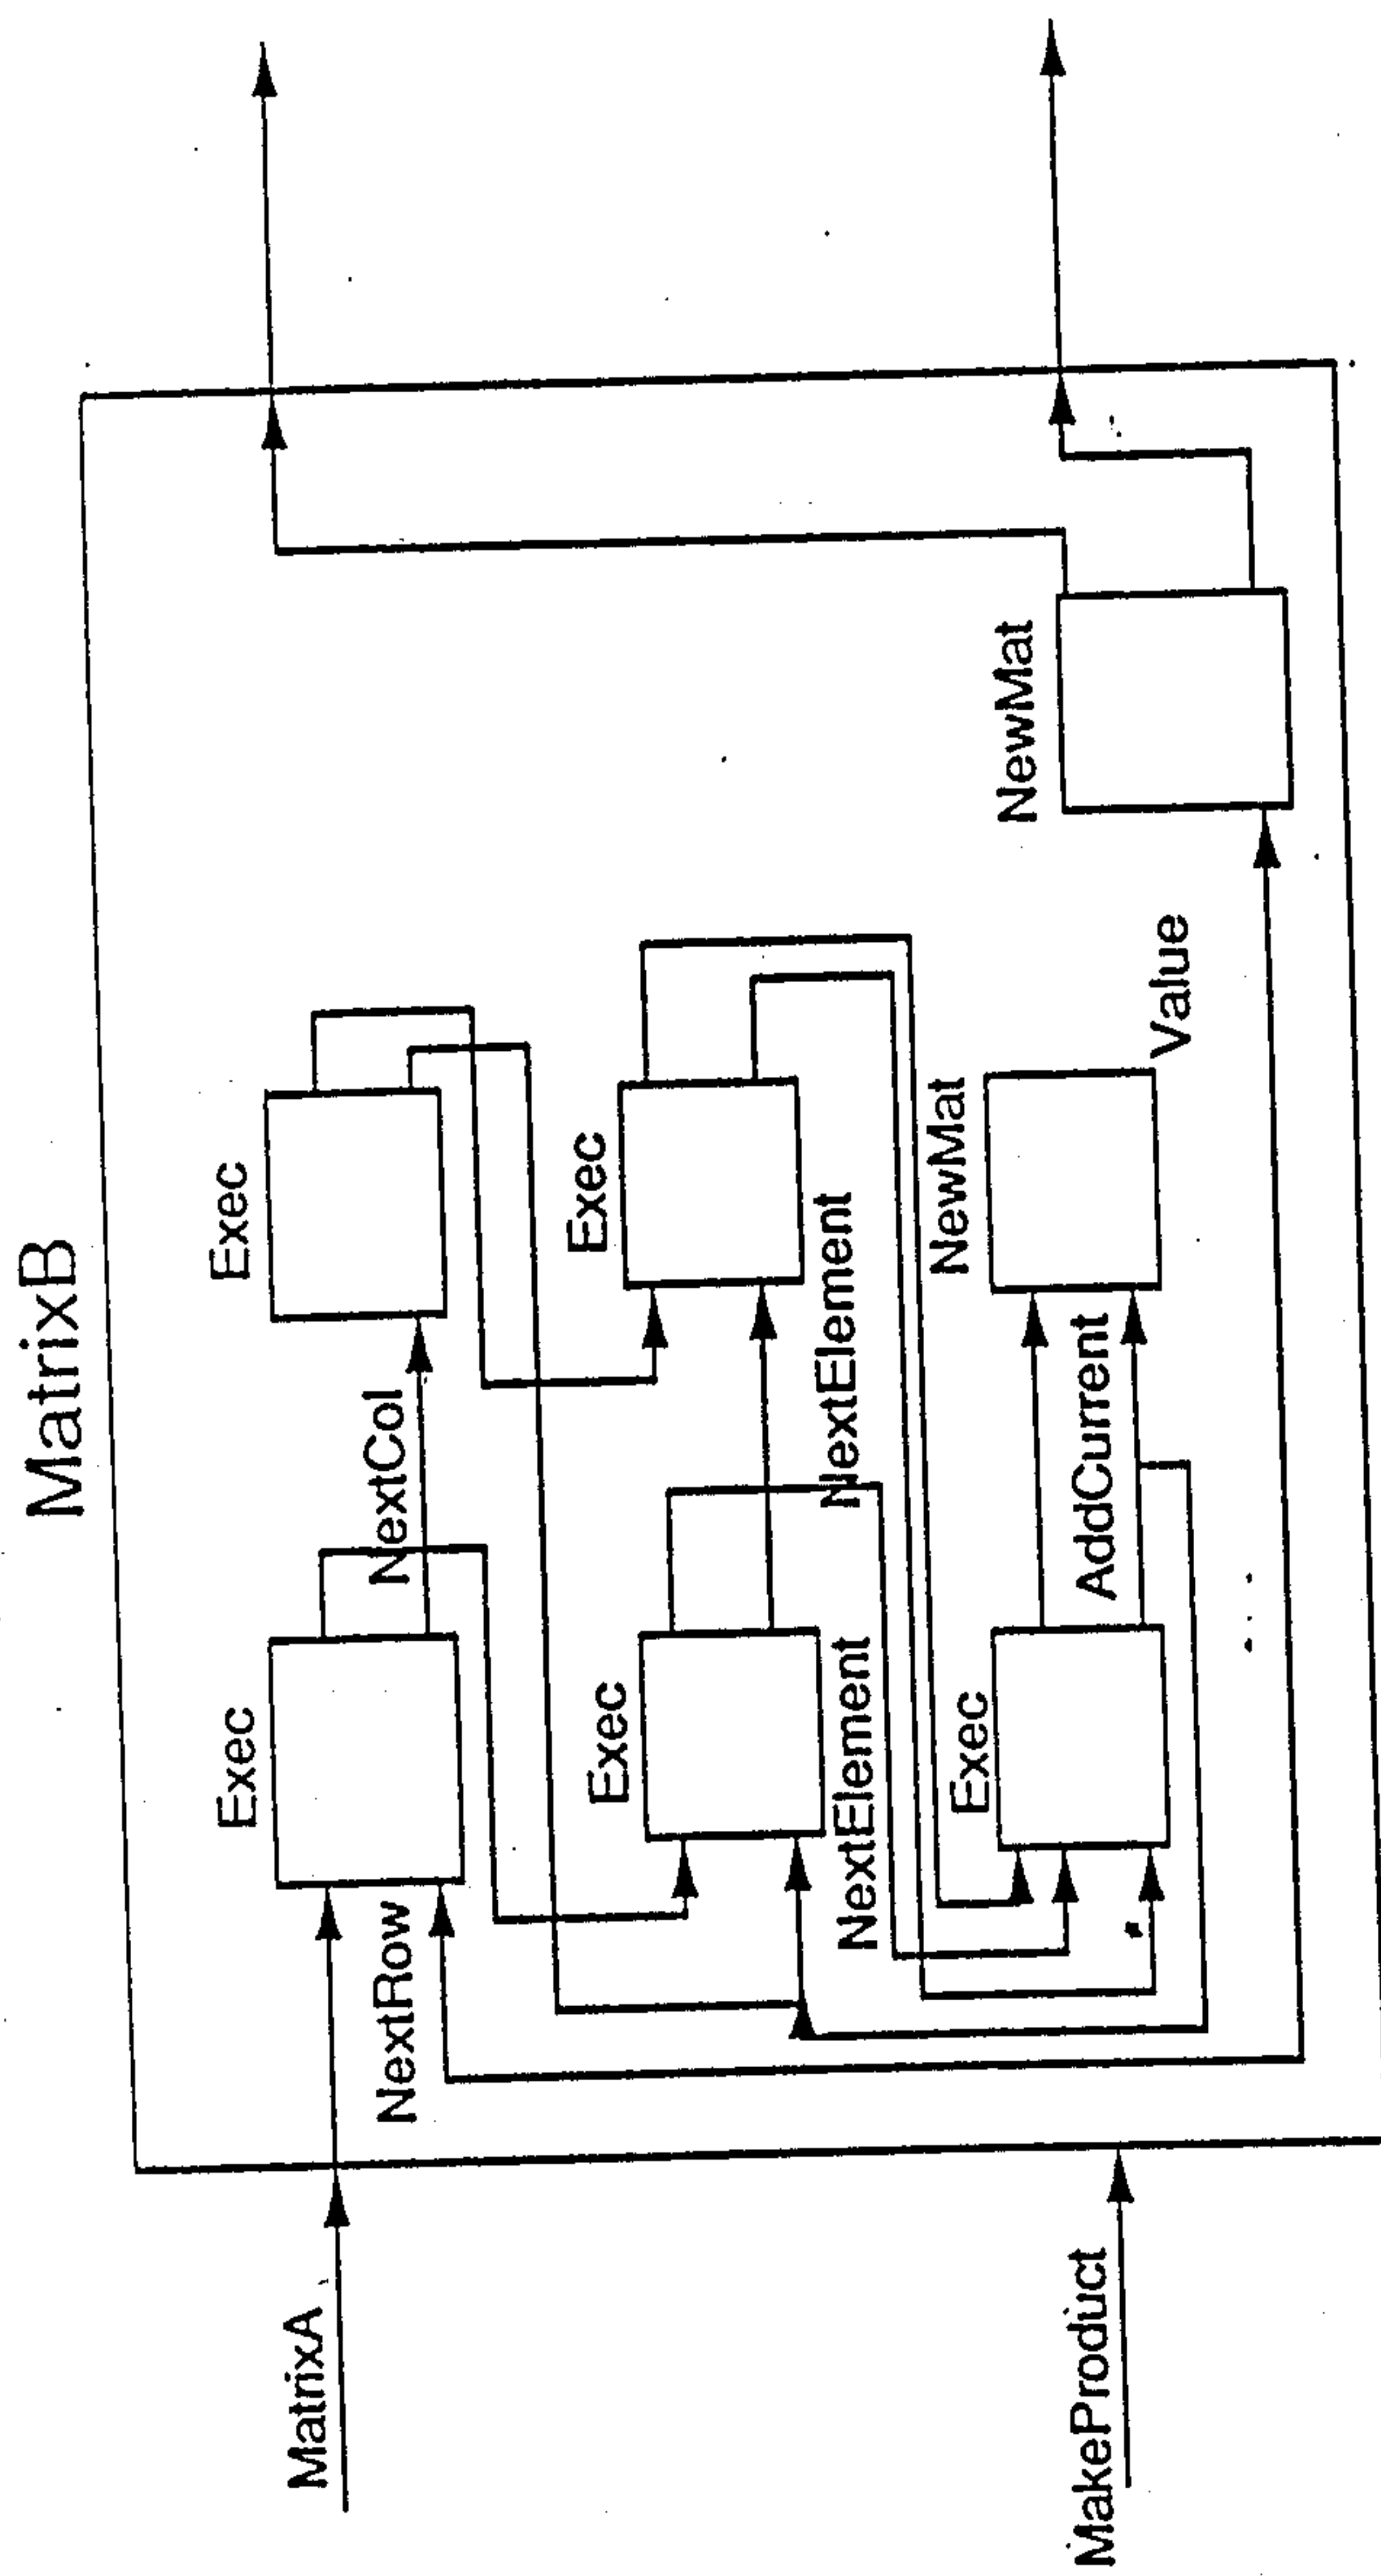 MatrixB
Exec
Exec
MatrixA
NextRow
NextCol
Exec
Exec
NextElement
NextElement
Exec
NewMat
NewMat
MakeProduct
*
AddCurrent
Value